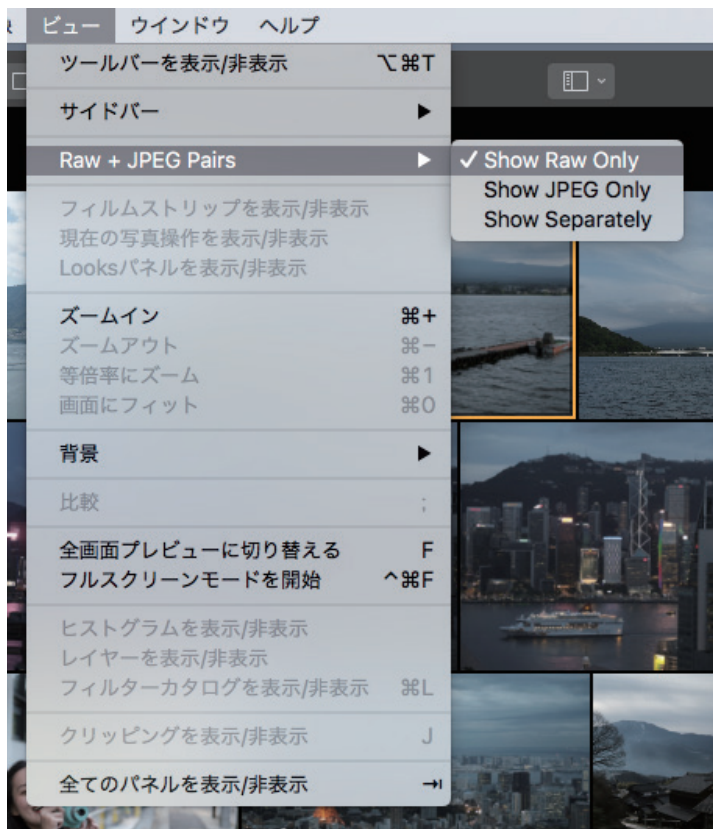 ビュー ウインドウ ヘルプ
ツールバーを表示/非表示 ⌥⌘T
サイドバー ▶
Raw + JPEG Pairs ▶
✓ Show Raw Only
Show JPEG Only
Show Separately
フィルムストリップを表示/非表示
現在の写真操作を表示/非表示
Looksパネルを表示/非表示
ズームイン ⌘+
ズームアウト ⌘−
等倍率にズーム ⌘1
画面にフィット ⌘0
背景 ▶
比較 ;
全画面プレビューに切り替える F
フルスクリーンモードを開始 ^⌘F
ヒストグラムを表示/非表示
レイヤーを表示/非表示
フィルターカタログを表示/非表示 ⌘L
クリッピングを表示/非表示 J
全てのパネルを表示/非表示 →I